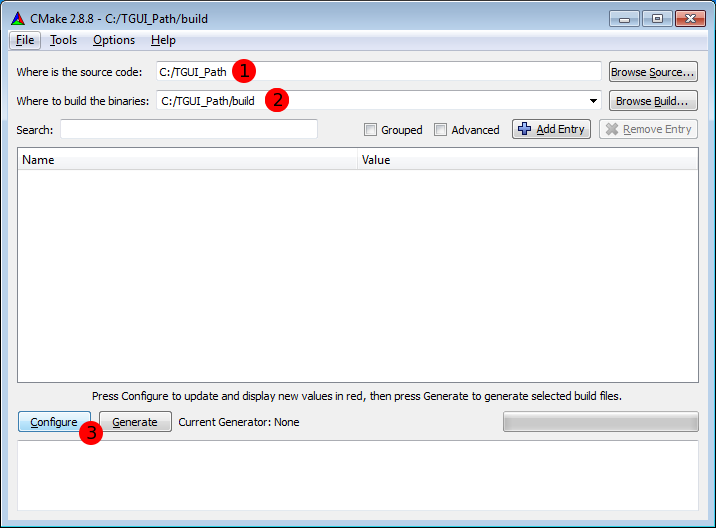 CMake 2.8.8 - C:/TGUI_Path/build
File Tools Options Help
Where is the source code: C:/TGUI_Path 1 Browse Source...
Where to build the binaries: C:/TGUI_Path/build 2 Browse Build...
Search: Grouped Advanced Add Entry Remove Entry
Name Value
Press Configure to update and display new values in red, then press Generate to generate selected build files.
Configure Generate Current Generator: None
3